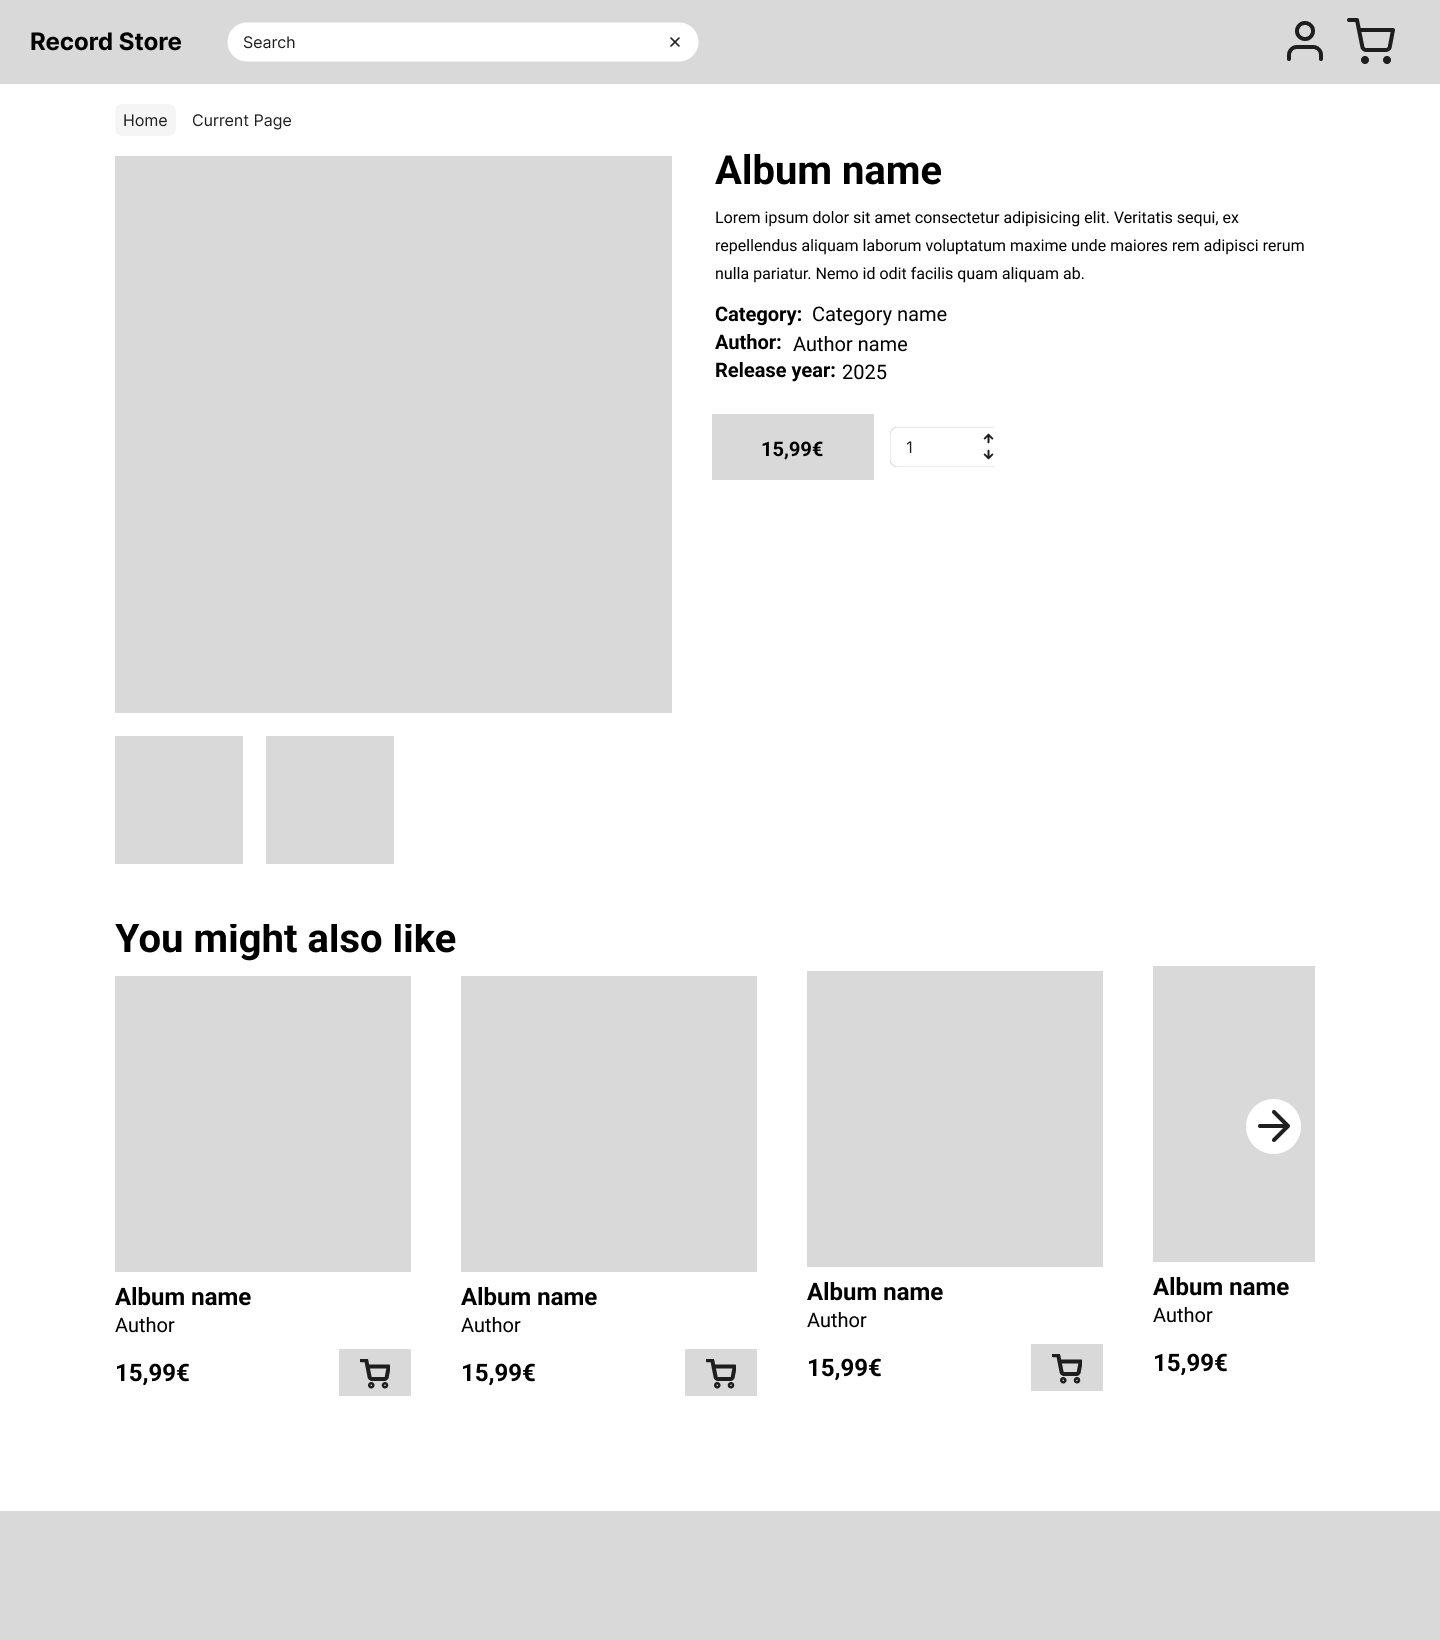 Record Store
Search
Home
Current Page
Album name
Lorem ipsum dolor sit amet consectetur adipisicing elit. Veritatis sequi, ex
repellendus aliquam laborum voluptatum maxime unde maiores rem adipisci rerum
nulla pariatur. Nemo id odit facilis quam aliquam ab.
Category: Category name
Author: Author name
Release year: 2025
15,99€
1
You might also like
Album name
Author
15,99€
Album name
Author
15,99€
Album name
Author
15,99€
Album name
Author
15,99€